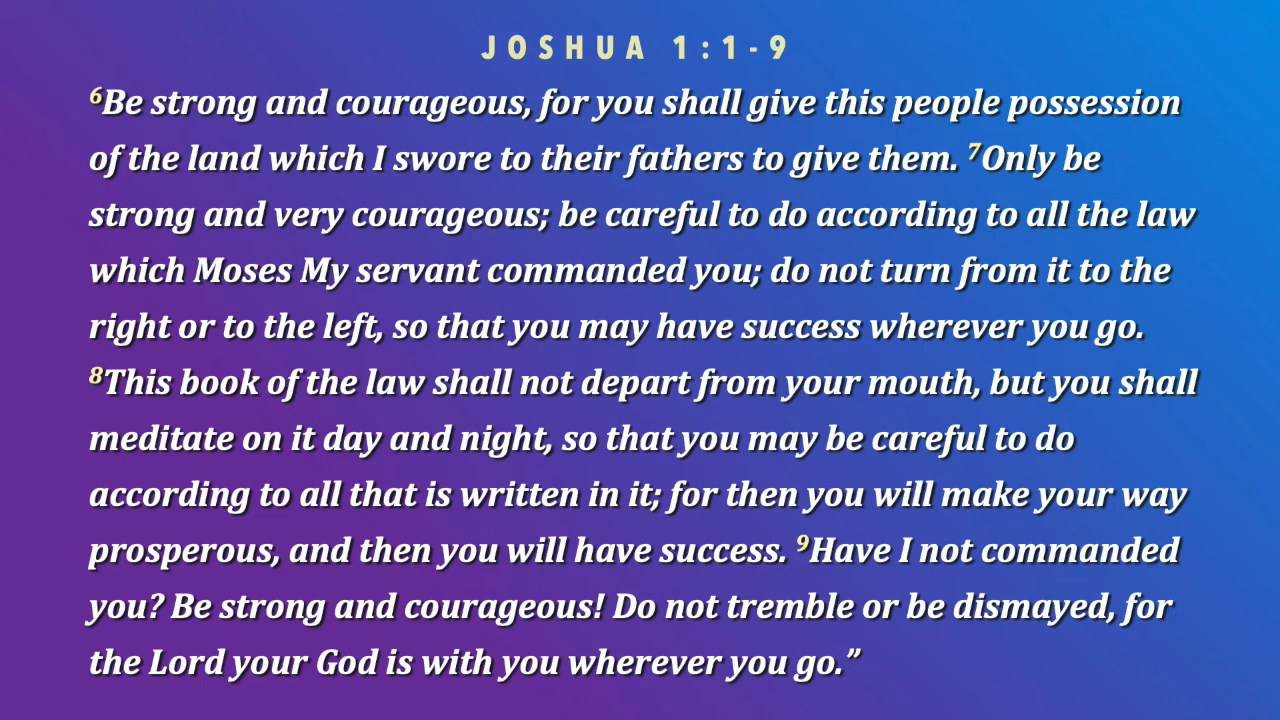 JOSHUA 1:1-9
6Be strong and courageous, for you shall give this people possession
of the land which I swore to their fathers to give them. 7Only be
strong and very courageous; be careful to do according to all the law
which Moses My servant commanded you; do not turn from it to the
right or to the left, so that you may have success wherever you go.
8This book of the law shall not depart from your mouth, but you shall
meditate on it day and night, so that you may be careful to do
according to all that is written in it; for then you will make your way
prosperous, and then you will have success. 9Have I not commanded
you? Be strong and courageous! Do not tremble or be dismayed, for
the Lord your God is with you wherever you go.”